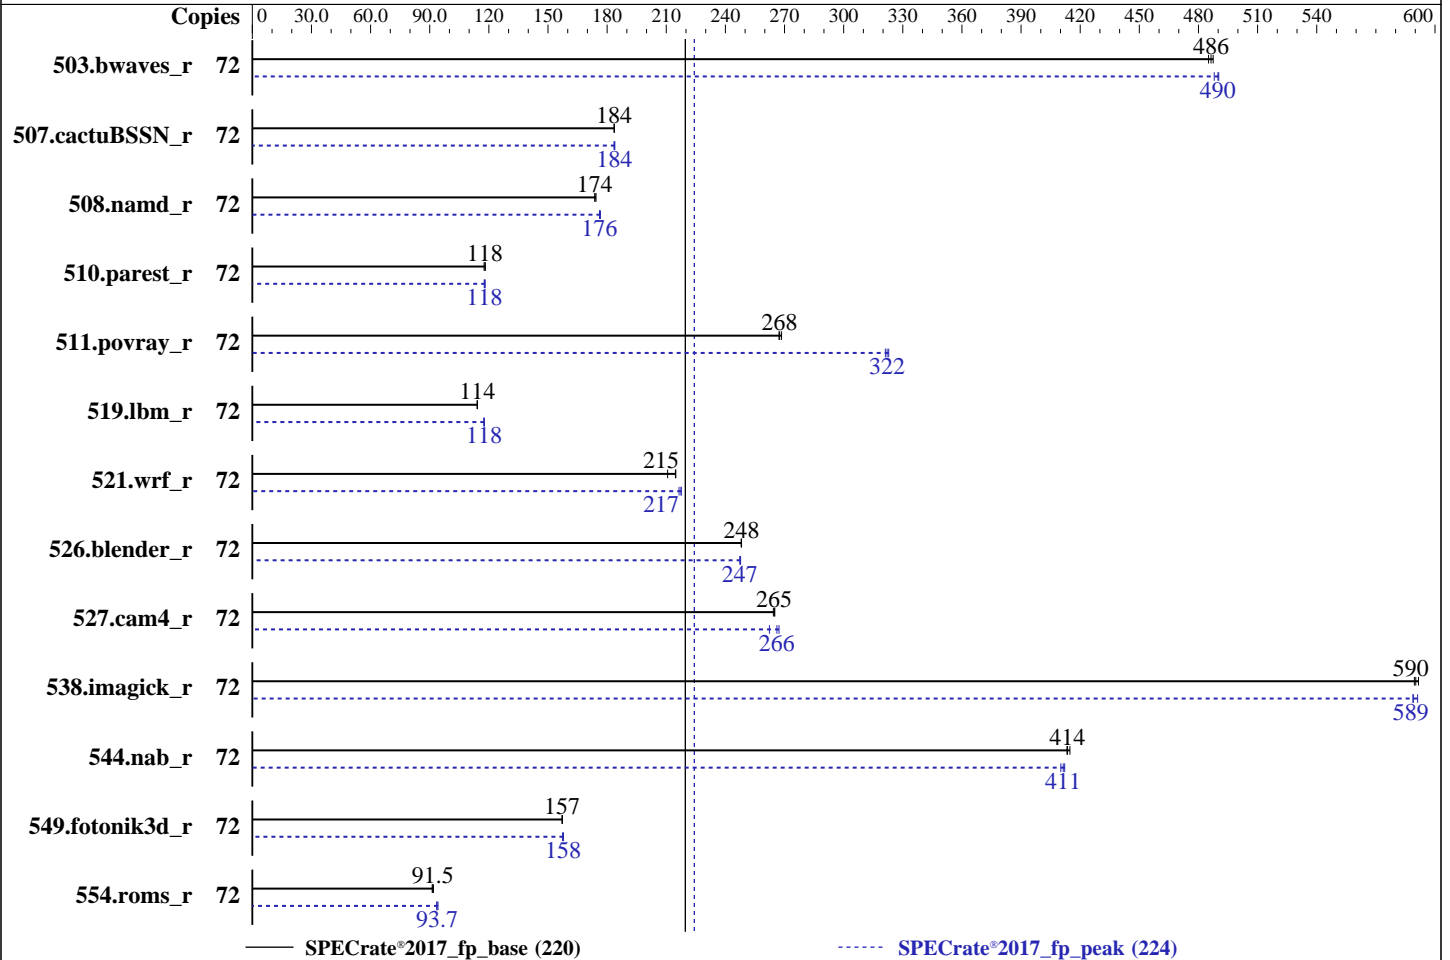 Copies 0 30.0 60.0 90.0 120 150 180 210 240 270 300 330 360 390 420 450 480 510 540 600
486
503.bwaves_r 72
490
184
507.cactuBSSN_r 72
184
174
508.namd_r 72
176
118
510.parest_r 72
118
268
511.povray_r 72
322
114
519.lbm_r 72
118
215
521.wrf_r 72
217
248
526.blender_r 72
247
265
527.cam4_r 72
266
590
538.imagick_r 72
589
414
544.nab_r 72
411
157
549.fotonik3d_r 72
158
91.5
554.roms_r 72
93.7
SPECrate®2017_fp_base (220) SPECrate®2017_fp_peak (224)